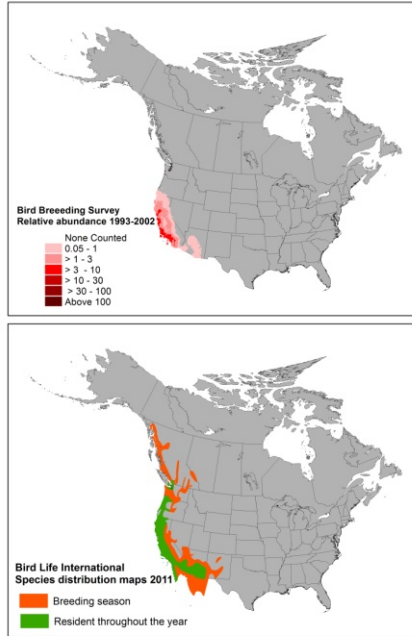 Bird Breeeding Survey
Relative abundance 1993-2002
None Counted
0.05 - 1
> 1 - 3
> 3 - 10
> 10 - 30
> 30 - 100
Above 100
Bird Life International
Species distribution maps 2011
Breeding season
Resident throughout the year